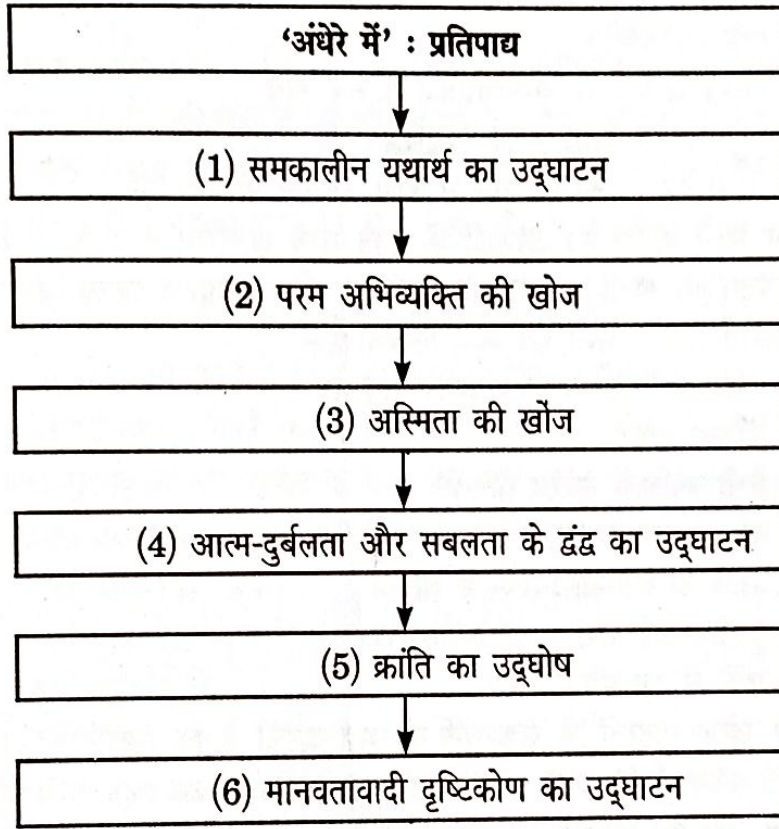 ‘अंधेरे में’ : प्रतिपाद्य
(1) समकालीन यथार्थ का उद्‌घाटन
(2) परम अभिव्यक्ति की खोज
(3) अस्मिता की खोज
(4) आत्म-दुर्बलता और सबलता के द्वंद्व का उद्‌घाटन
(5) क्रांति का उद्‌घोष
(6) मानवतावादी दृष्टिकोण का उद्‌घाटन